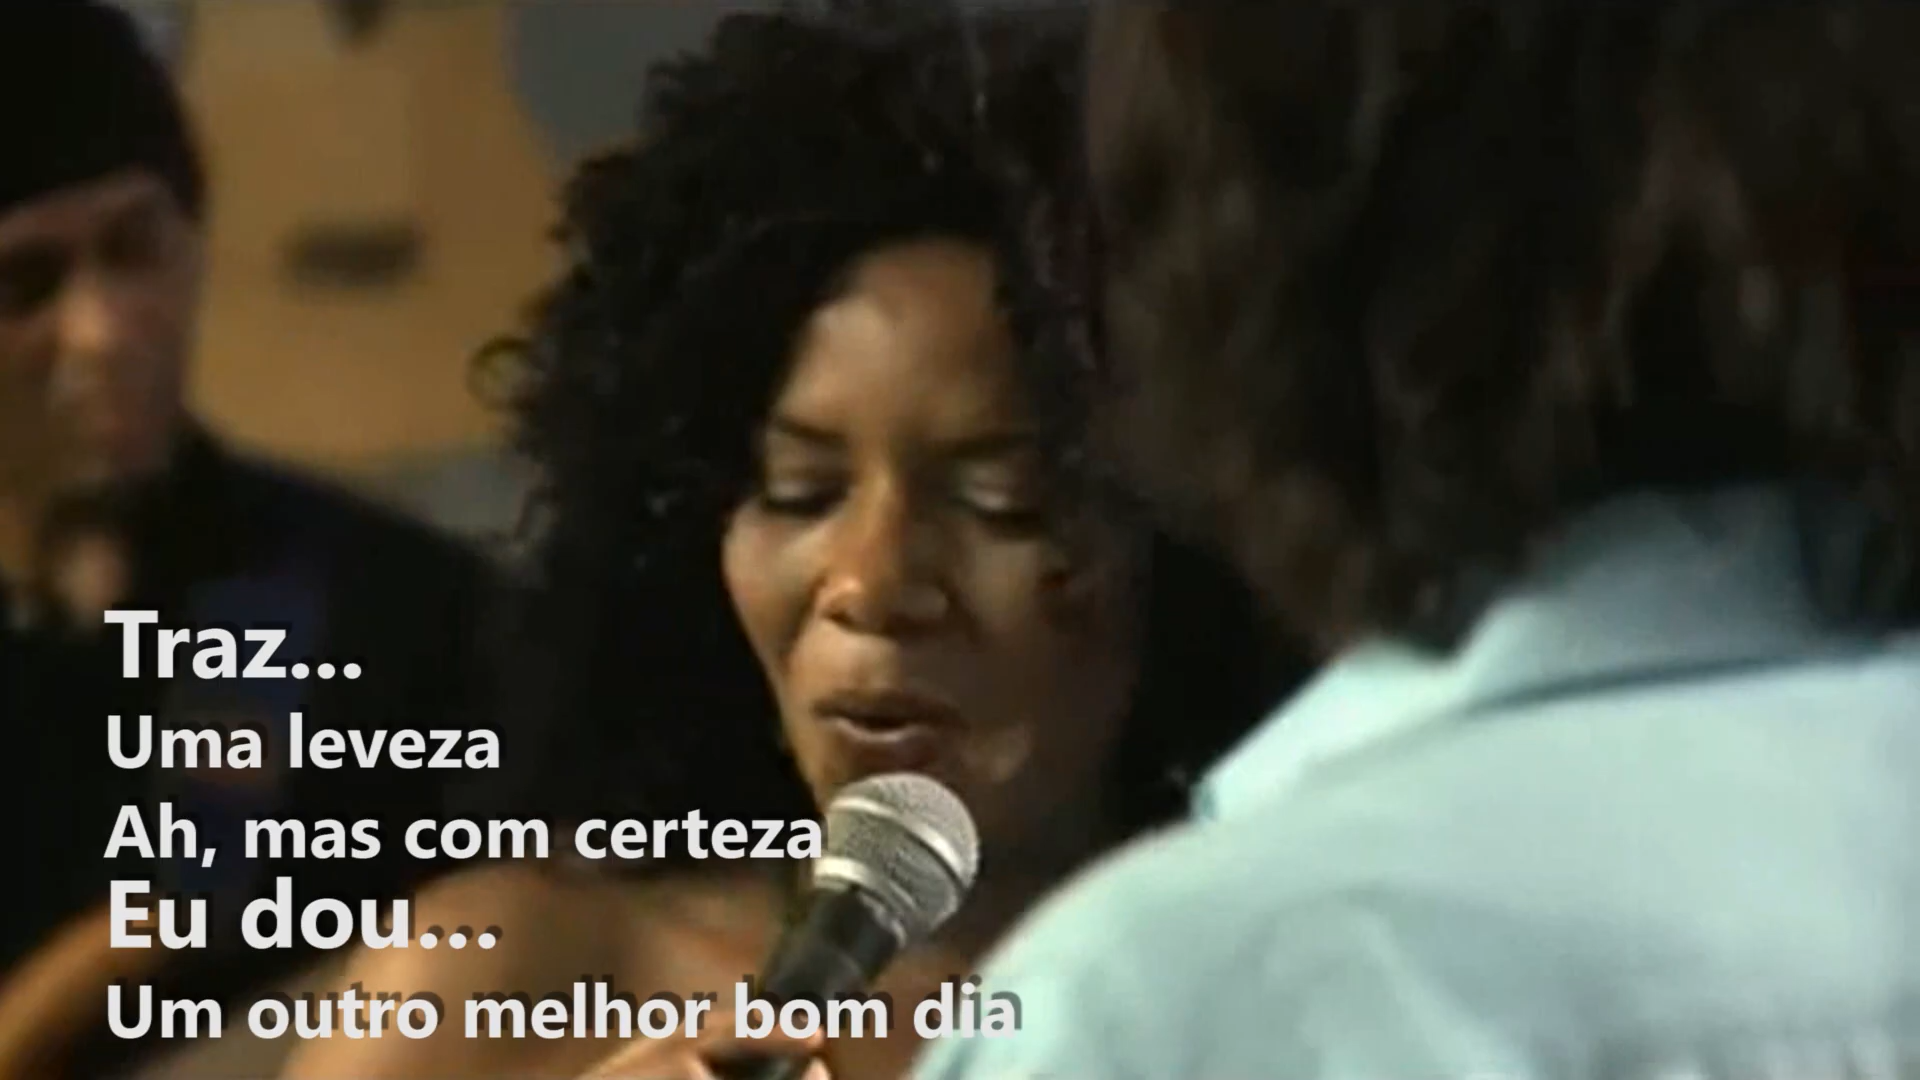 Traz...
Uma leveza
Ah, mas com certeza
Eu dou...
Um outro melhor bom dia